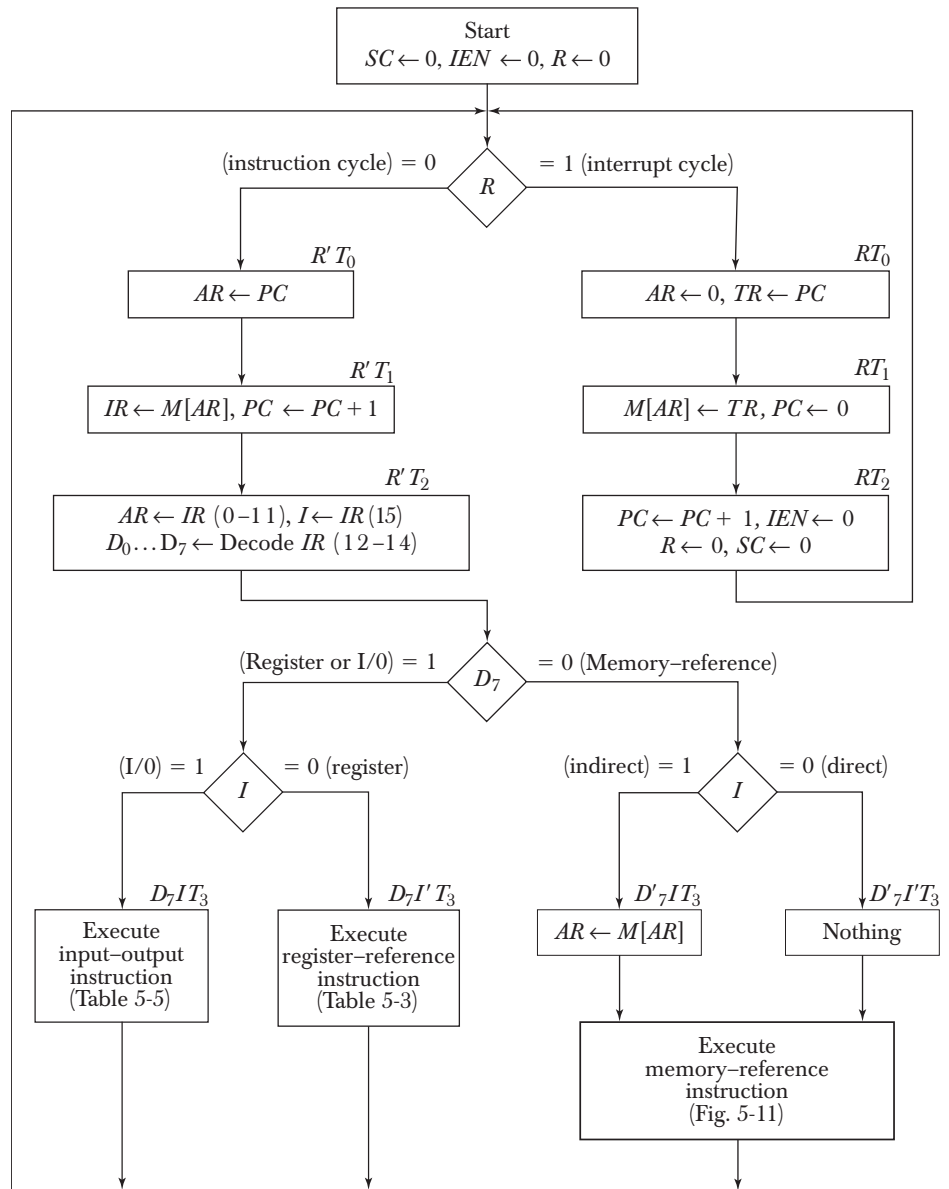 Start
SC ← 0, IEN ← 0, R ← 0
(instruction cycle) = 0
= 1 (interrupt cycle)
R
R′T₀
AR ← PC
RT₀
AR ← 0, TR ← PC
R′T₁
IR ← M[AR], PC ← PC + 1
RT₁
M[AR] ← TR, PC ← 0
R′T₂
AR ← IR (0–11), I ← IR(15)
D₀...D₇ ← Decode IR (12–14)
RT₂
PC ← PC + 1, IEN ← 0
R ← 0, SC ← 0
(Register or I/0) = 1
= 0 (Memory–reference)
D₇
(I/0) = 1
= 0 (register)
I
(indirect) = 1
= 0 (direct)
I
D₇IT₃
Execute
input–output
instruction
(Table 5-5)
D₇I′T₃
Execute
register–reference
instruction
(Table 5-3)
D′₇IT₃
AR ← M[AR]
D′₇I′T₃
Nothing
Execute
memory–reference
instruction
(Fig. 5-11)